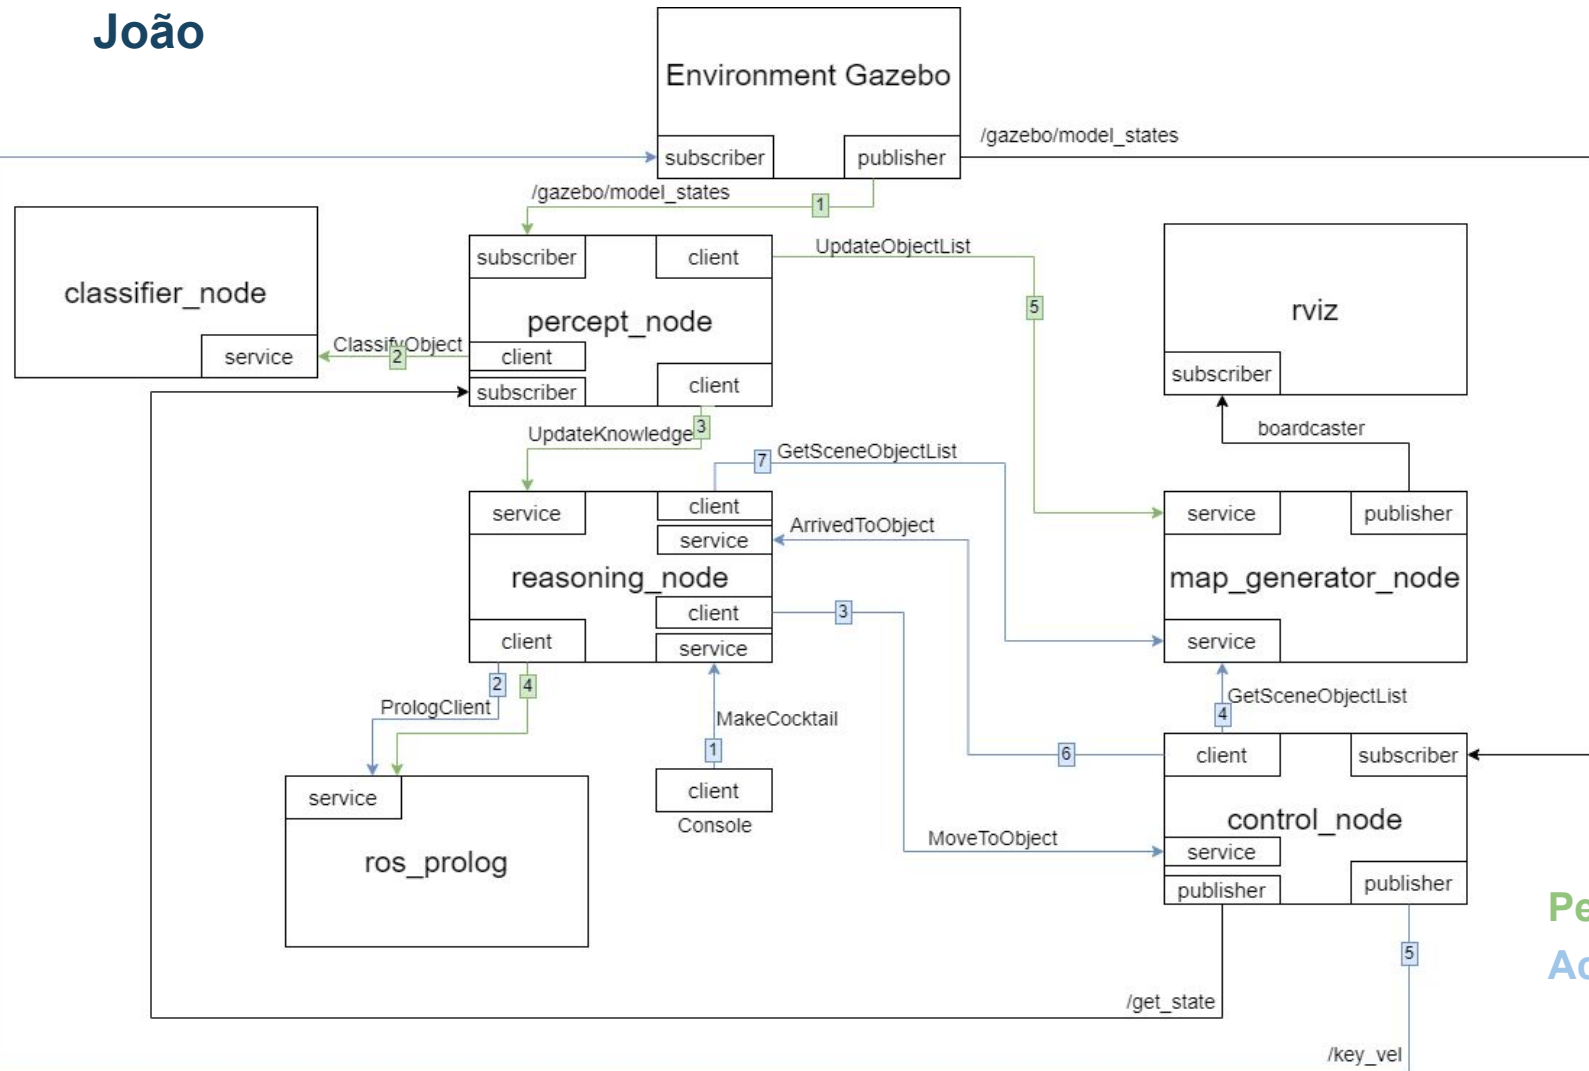 João
Environment Gazebo
subscriber
publisher
/gazebo/model_states
/gazebo/model_states
1
classifier_node
service
subscriber
client
percept_node
client
subscriber
client
ClassifyObject
2
UpdateObjectList
5
rviz
subscriber
boardcaster
UpdateKnowledge
3
7
GetSceneObjectList
service
client
service
reasoning_node
client
client
service
ArrivedToObject
3
service
publisher
map_generator_node
service
2
4
PrologClient
MakeCocktail
1
client
Console
GetSceneObjectList
4
6
client
subscriber
control_node
service
publisher
publisher
MoveToObject
service
ros_prolog
Pe
Ac
5
/get_state
/key_vel